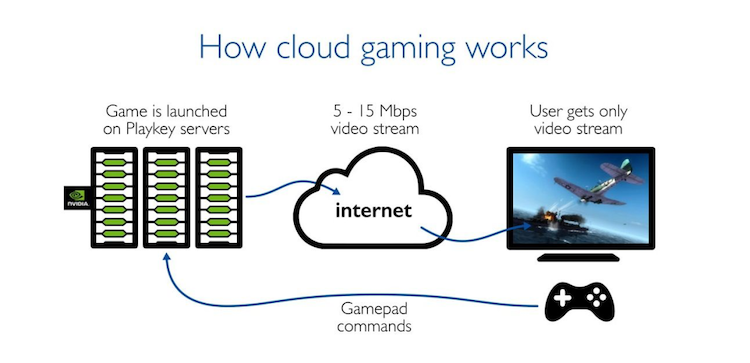 How cloud gaming works
Game is launched
on Playkey servers
5 - 15 Mbps
video stream
User gets only
video stream
NVIDIA
internet
Gamepad
commands